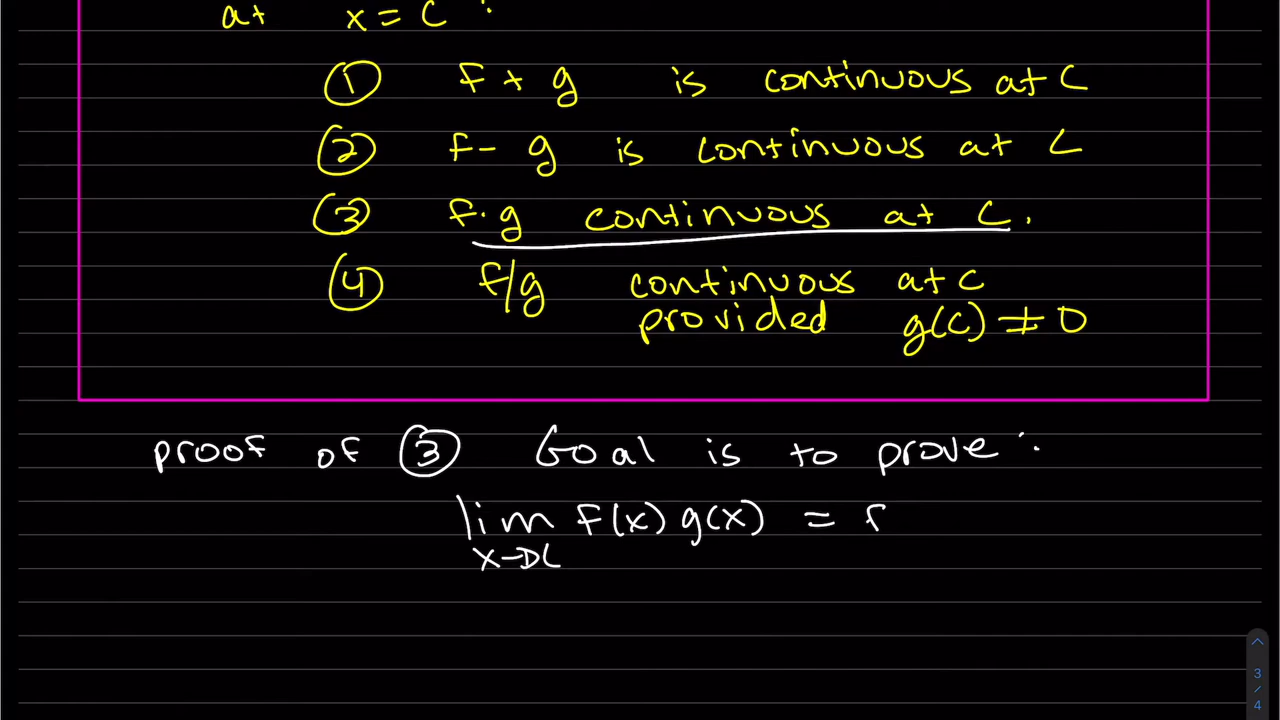 at x = c :
① f + g is continuous at c
② f - g is continuous at c
③ f·g continuous at c.
④ f/g continuous at c
provided g(c) ≠ 0
proof of ③ Goal is to prove :
lim f(x) g(x) = f
x→c
3
/
4